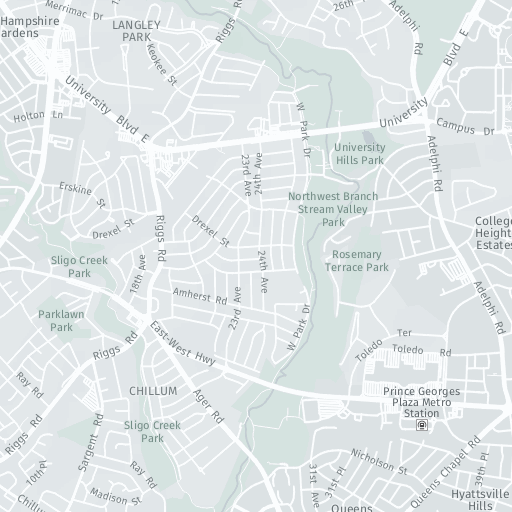 Merrimac Dr
26th
Hampshire
ardens
LANGLEY
PARK
Riggs Rd
Adelphi Rd
Blvd E
Keokee St
University Blvd E
Holton Ln
W Park Dr
University
Campus Dr
23rd Ave
24th Ave
University
Hills Park
Adelphi Rd
Erskine St
Northwest Branch
Stream Valley
Park
Drexel St
Drexel St
Riggs Rd
College
Height
Estates
Sligo Creek
Park
18th Ave
24th Ave
Rosemary
Terrace Park
Adelphi Rd
Amherst Rd
23rd Ave
Parklawn
Park
W Park Dr
East-West Hwy
Toledo Ter
Toledo Rd
Riggs Rd
Ray Rd
CHILLUM
Ager Rd
Prince Georges
Plaza Metro
Station
Riggs Rd
Sargent Rd
Sligo Creek
Park
10th Pl
Ray Rd
Nicholson St
Queens Chapel Rd
31st Ave
31st Pl
39th Pl
Madison St
Chillum
Queens
Hyattsville
Hills